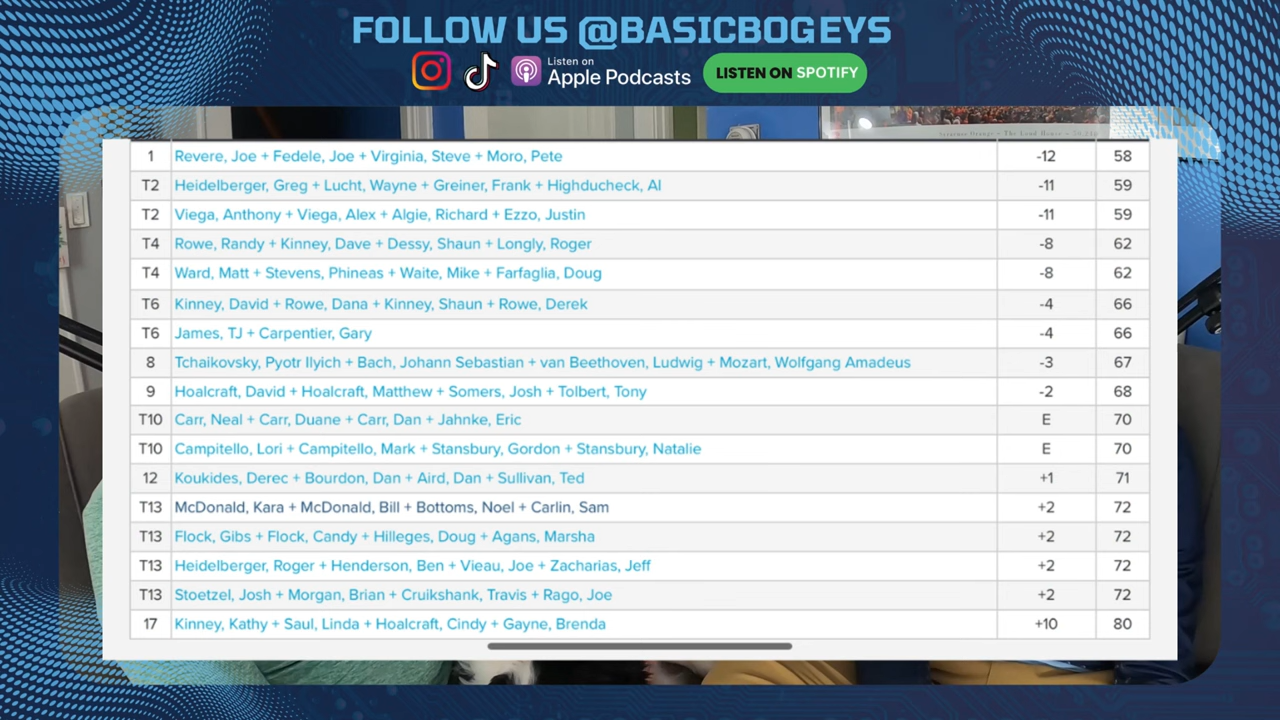 FOLLOW US @BASICBOGEYS
Listen on
Apple Podcasts
LISTEN ON SPOTIFY
1 Revere, Joe + Fedele, Joe + Virginia, Steve + Moro, Pete -12 58
T2 Heidelberger, Greg + Lucht, Wayne + Greiner, Frank + Highducheck, Al -11 59
T2 Viega, Anthony + Viega, Alex + Algie, Richard + Ezzo, Justin -11 59
T4 Rowe, Randy + Kinney, Dave + Dessy, Shaun + Longly, Roger -8 62
T4 Ward, Matt + Stevens, Phineas + Waite, Mike + Farfaglia, Doug -8 62
T6 Kinney, David + Rowe, Dana + Kinney, Shaun + Rowe, Derek -4 66
T6 James, TJ + Carpentier, Gary -4 66
8 Tchaikovsky, Pyotr Ilyich + Bach, Johann Sebastian + van Beethoven, Ludwig + Mozart, Wolfgang Amadeus -3 67
9 Hoalcraft, David + Hoalcraft, Matthew + Somers, Josh + Tolbert, Tony -2 68
T10 Carr, Neal + Carr, Duane + Carr, Dan + Jahnke, Eric E 70
T10 Campitello, Lori + Campitello, Mark + Stansbury, Gordon + Stansbury, Natalie E 70
12 Koukides, Derec + Bourdon, Dan + Aird, Dan + Sullivan, Ted +1 71
T13 McDonald, Kara + McDonald, Bill + Bottoms, Noel + Carlin, Sam +2 72
T13 Flock, Gibs + Flock, Candy + Hilleges, Doug + Agans, Marsha +2 72
T13 Heidelberger, Roger + Henderson, Ben + Vieau, Joe + Zacharias, Jeff +2 72
T13 Stoetzel, Josh + Morgan, Brian + Cruikshank, Travis + Rago, Joe +2 72
17 Kinney, Kathy + Saul, Linda + Hoalcraft, Cindy + Gayne, Brenda +10 80